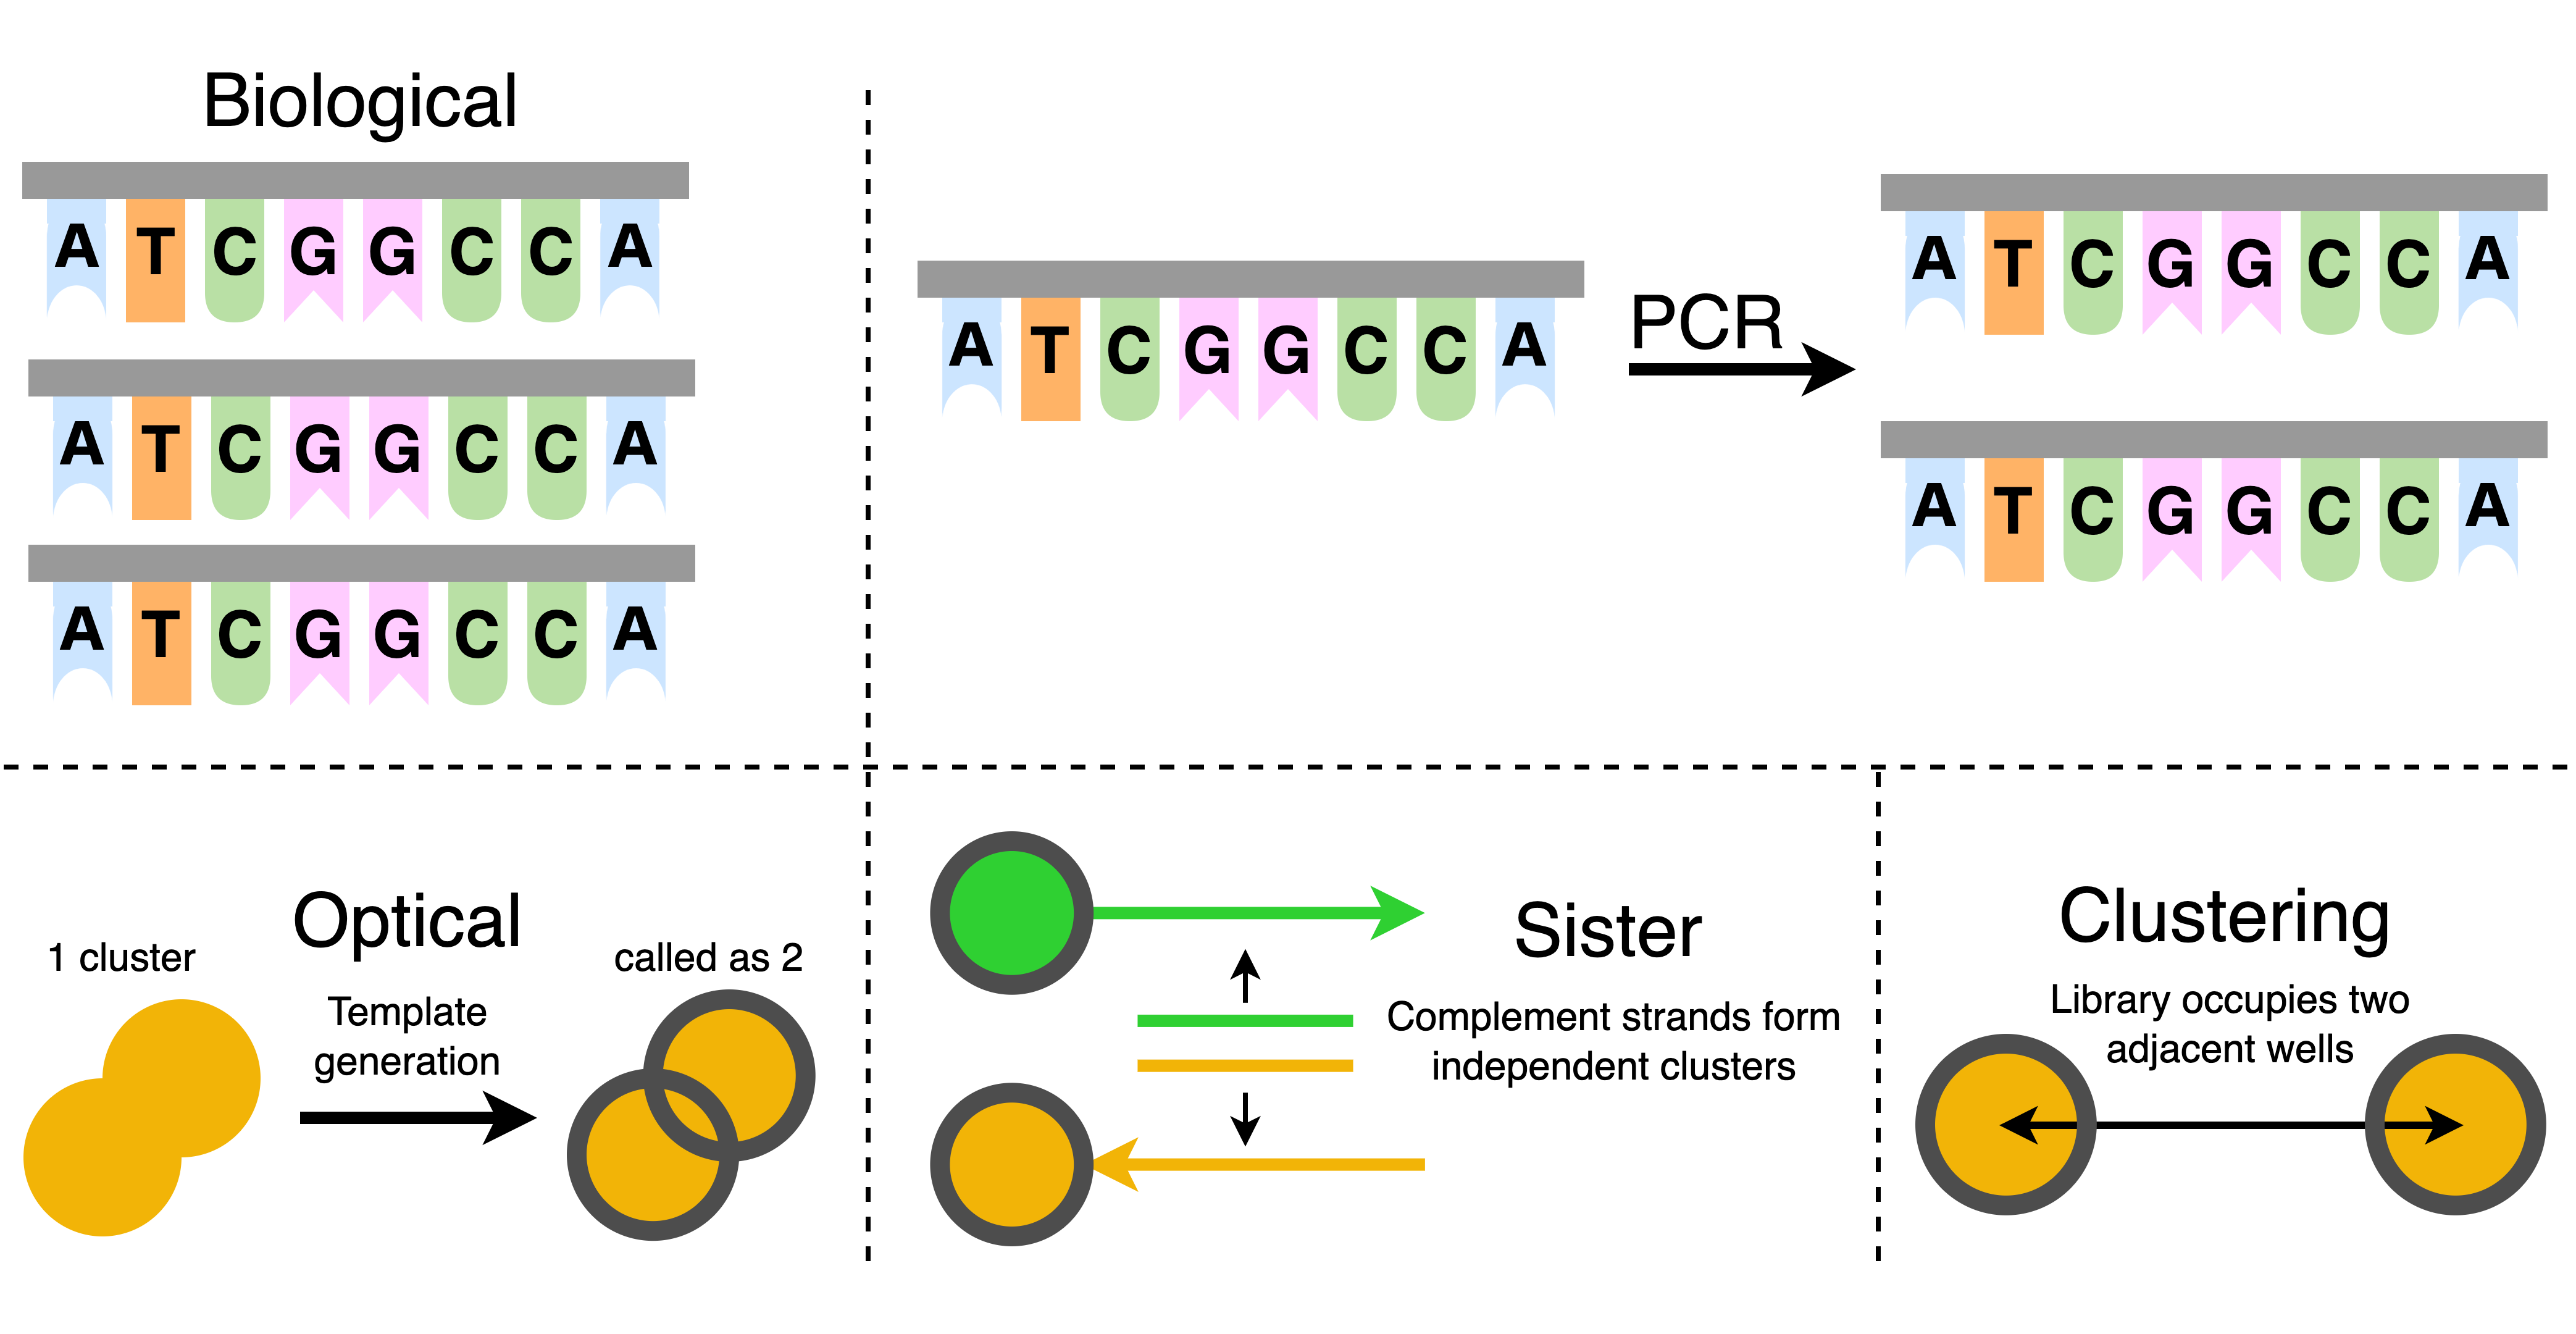 Biological
A T C G G C C A
A T C G G C C A
A T C G G C C A
A T C G G C C A
PCR
A T C G G C C A
A T C G G C C A
Optical
1 cluster
called as 2
Template
generation
Sister
Complement strands form
independent clusters
Clustering
Library occupies two
adjacent wells